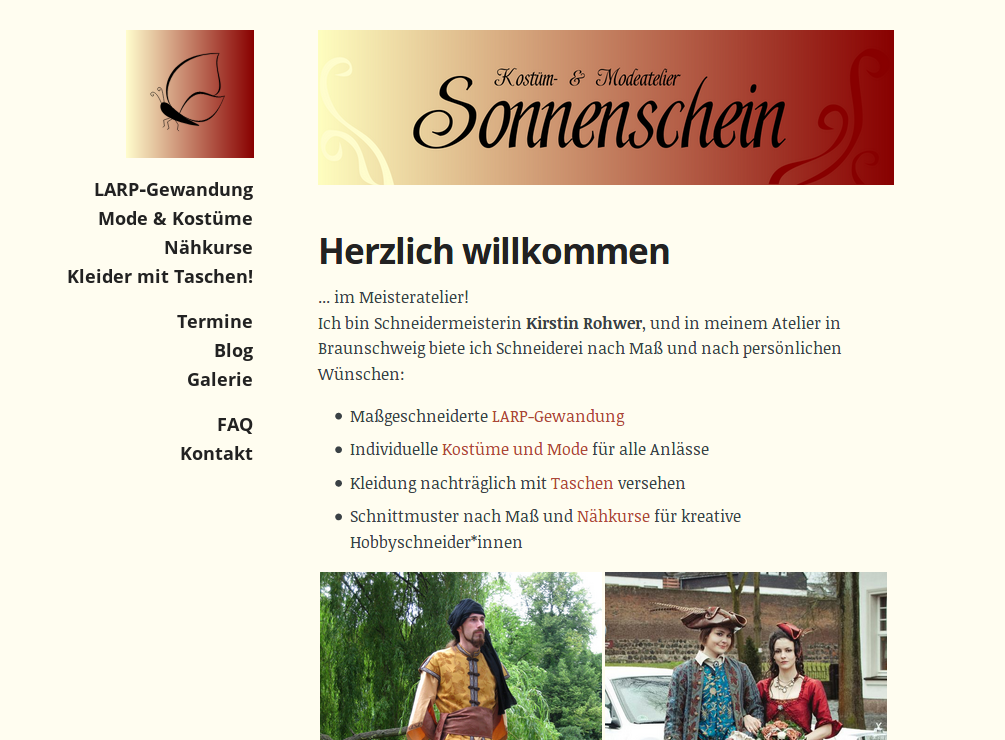 LARP-Gewandung
Mode & Kostüme
Nähkurse
Kleider mit Taschen!
Termine
Blog
Galerie
FAQ
Kontakt
Kostüm- & Modeatelier
Sonnenschein
Herzlich willkommen
... im Meisteratelier!
Ich bin Schneidermeisterin Kirstin Rohwer, und in meinem Atelier in
Braunschweig biete ich Schneiderei nach Maß und nach persönlichen
Wünschen:
Maßgeschneiderte LARP-Gewandung
Individuelle Kostüme und Mode für alle Anlässe
Kleidung nachträglich mit Taschen versehen
Schnittmuster nach Maß und Nähkurse für kreative
Hobbyschneider*innen